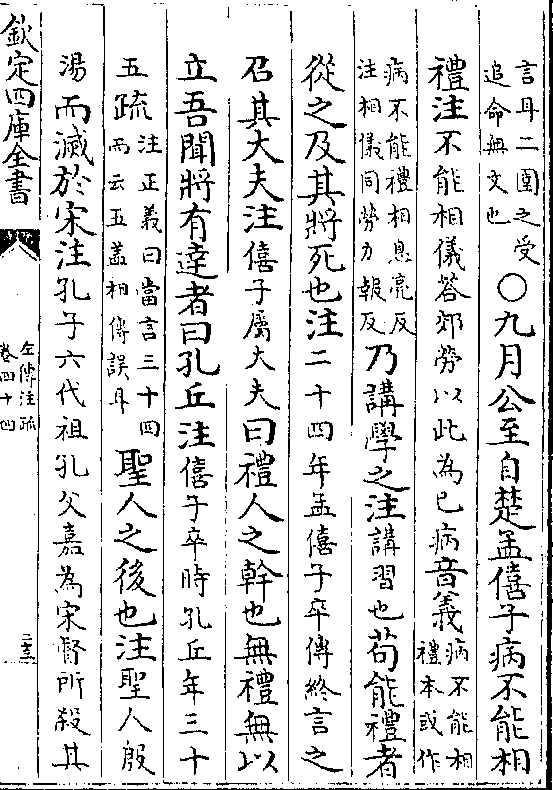 言耳二圍之受
追命無文也
〇九月公至自楚孟僖子病不能相
禮注不能相儀答郊勞以此為己病音義
病不能相
禮本或作
病不能禮相息亮反
注相儀同勞力報反
乃講學之注講習也苟能禮者
從之及其將死也注二十四年孟僖子卒傳終言之
召其大夫注僖子屬大夫曰禮人之幹也無禮無以
立吾聞將有達者曰孔丘注僖子卒時孔丘年三十
五疏
注正義曰當言三十四
而云五蓋相傳誤耳
聖人之後也注聖人殷
湯而滅於宋注孔子六代祖孔父嘉為宋督所殺其
欽定四庫全書
左傳注疏
卷四十四